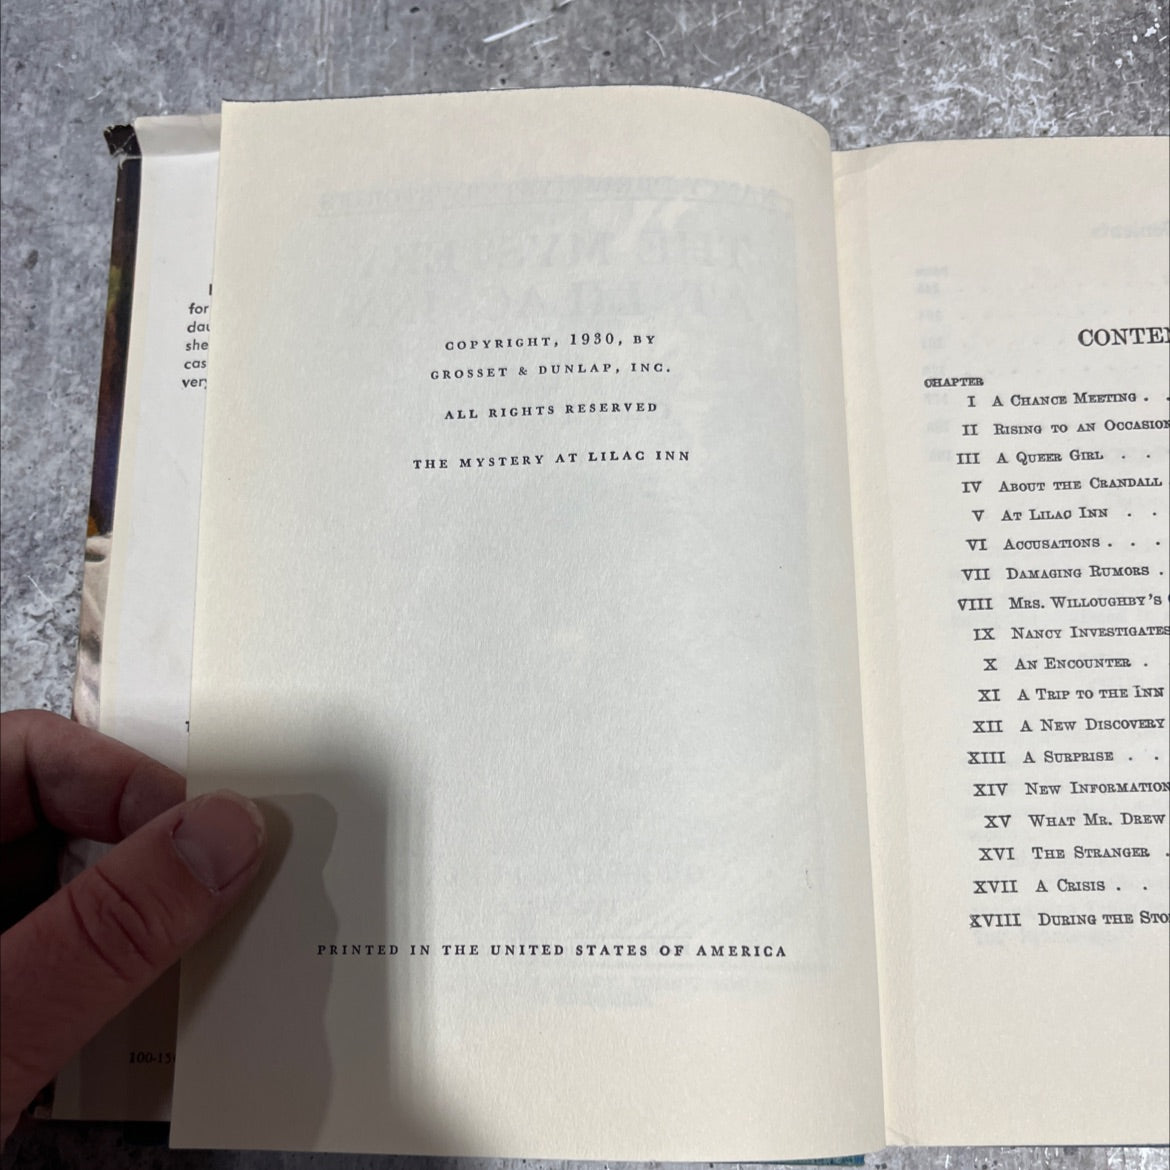 for
she
cas
COPYRIGHT, 1930, BY
GROSSET & DUNLAP, INC.
ALL RIGHTS RESERVED
THE MYSTERY AT LILAC INN
PRINTED IN THE UNITED STATES OF AMERICA
CHAPTER
I A CHANCE MEETING . .
II RISING TO AN OCCASION
III A QUEER GIRL . .
IV ABOUT THE CRANDALL
V AT LILAC INN . .
VI ACCUSATIONS . . .
VII DAMAGING RUMORS .
VIII MRS. WILLOUGHBY'S
IX NANCY INVESTIGATES
X AN ENCOUNTER .
XI A TRIP TO THE INN
XII A NEW DISCOVERY
XIII A SURPRISE . .
XIV NEW INFORMATION
XV WHAT MR. DREW
XVI THE STRANGER .
XVII A CRISIS . .
XVIII DURING THE